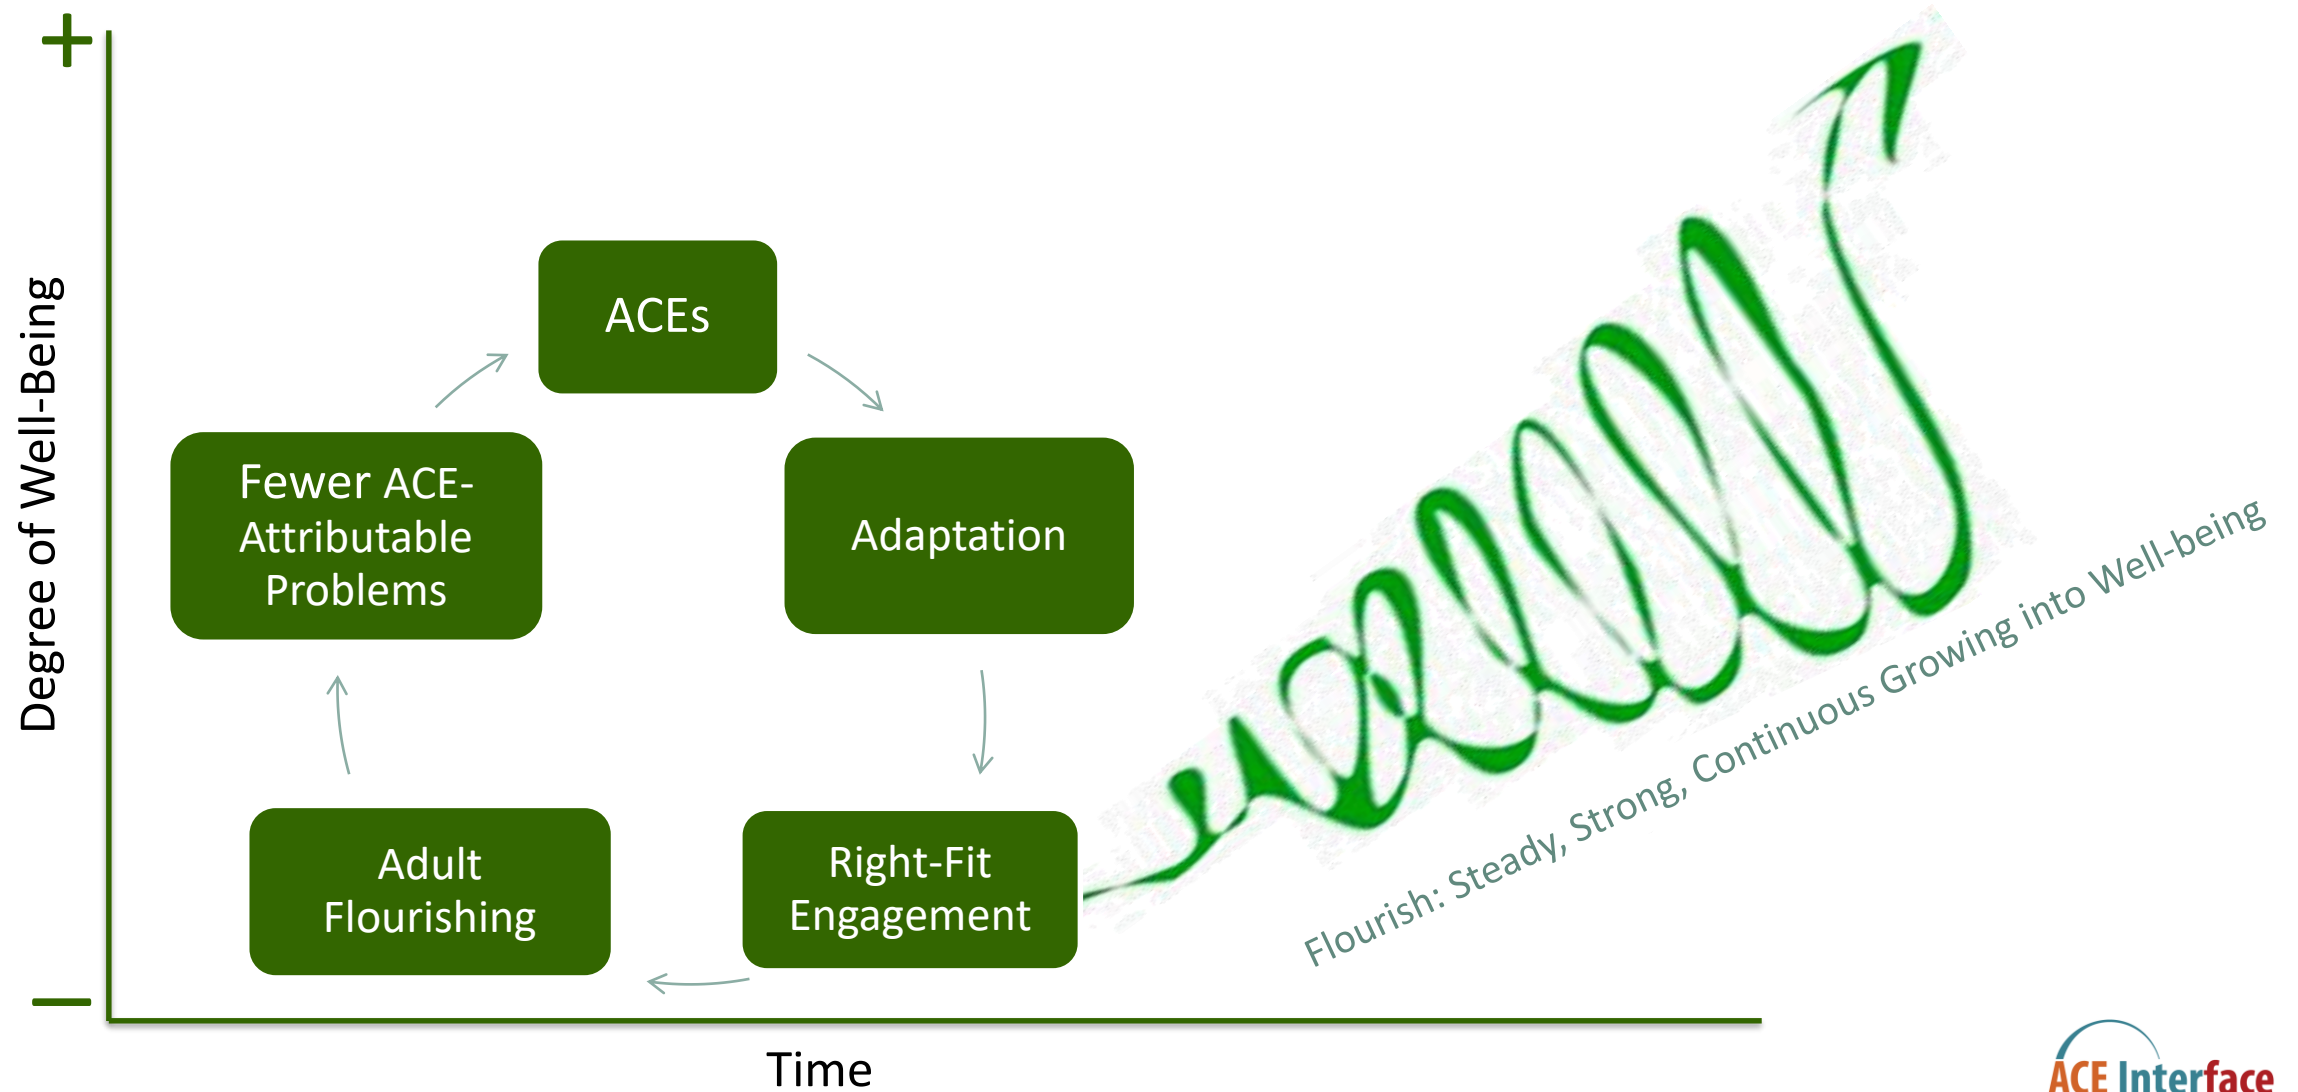 +
Degree of Well-Being
ACEs
Fewer ACE-
Attributable
Problems
Adaptation
Adult
Flourishing
Right-Fit
Engagement
Flourish: Steady, Strong, Continuous Growing into Well-being
—
Time
ACE Interface